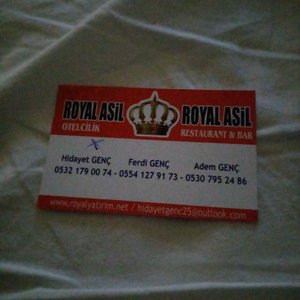 ROYAL ASİL ROYAL ASİL
OTELCİLİK RESTAURANT & BAR
Hidayet GENÇ Ferdi GENÇ Adem GENÇ
0532 179 00 74 - 0554 127 91 73 - 0530 795 24 86
www.royalyatirim.net / hidayetgenc25@outlook.com